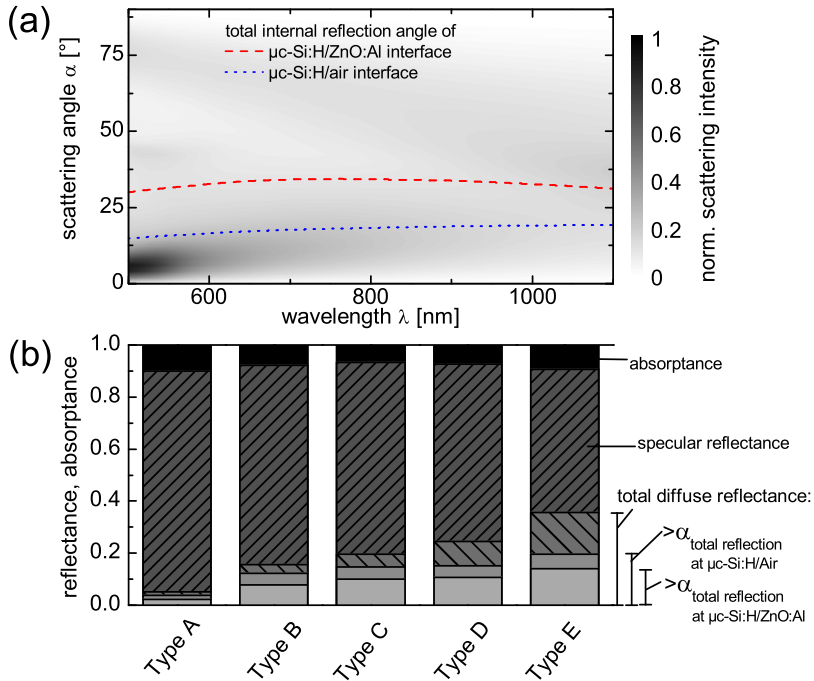 (a)
total internal reflection angle of
µc-Si:H/ZnO:Al interface
µc-Si:H/air interface
scattering angle α [°]
75
50
25
0
600
800
1000
wavelength λ [nm]
1
0.8
0.6
0.4
0.2
0
norm. scattering intensity
(b)
reflectance, absorptance
1.0
0.8
0.6
0.4
0.2
0.0
Type A
Type B
Type C
Type D
Type E
absorptance
specular reflectance
total diffuse reflectance:
>α total reflection
at µc-Si:H/Air
>α total reflection
at µc-Si:H/ZnO:Al